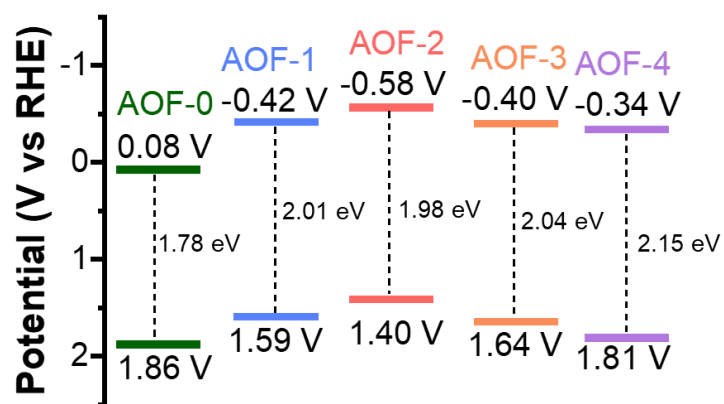 Potential (V vs RHE)
-1
0
1
2
AOF-0
0.08 V
1.78 eV
1.86 V
AOF-1
-0.42 V
2.01 eV
1.59 V
AOF-2
-0.58 V
1.98 eV
1.40 V
AOF-3
-0.40 V
2.04 eV
1.64 V
AOF-4
-0.34 V
2.15 eV
1.81 V